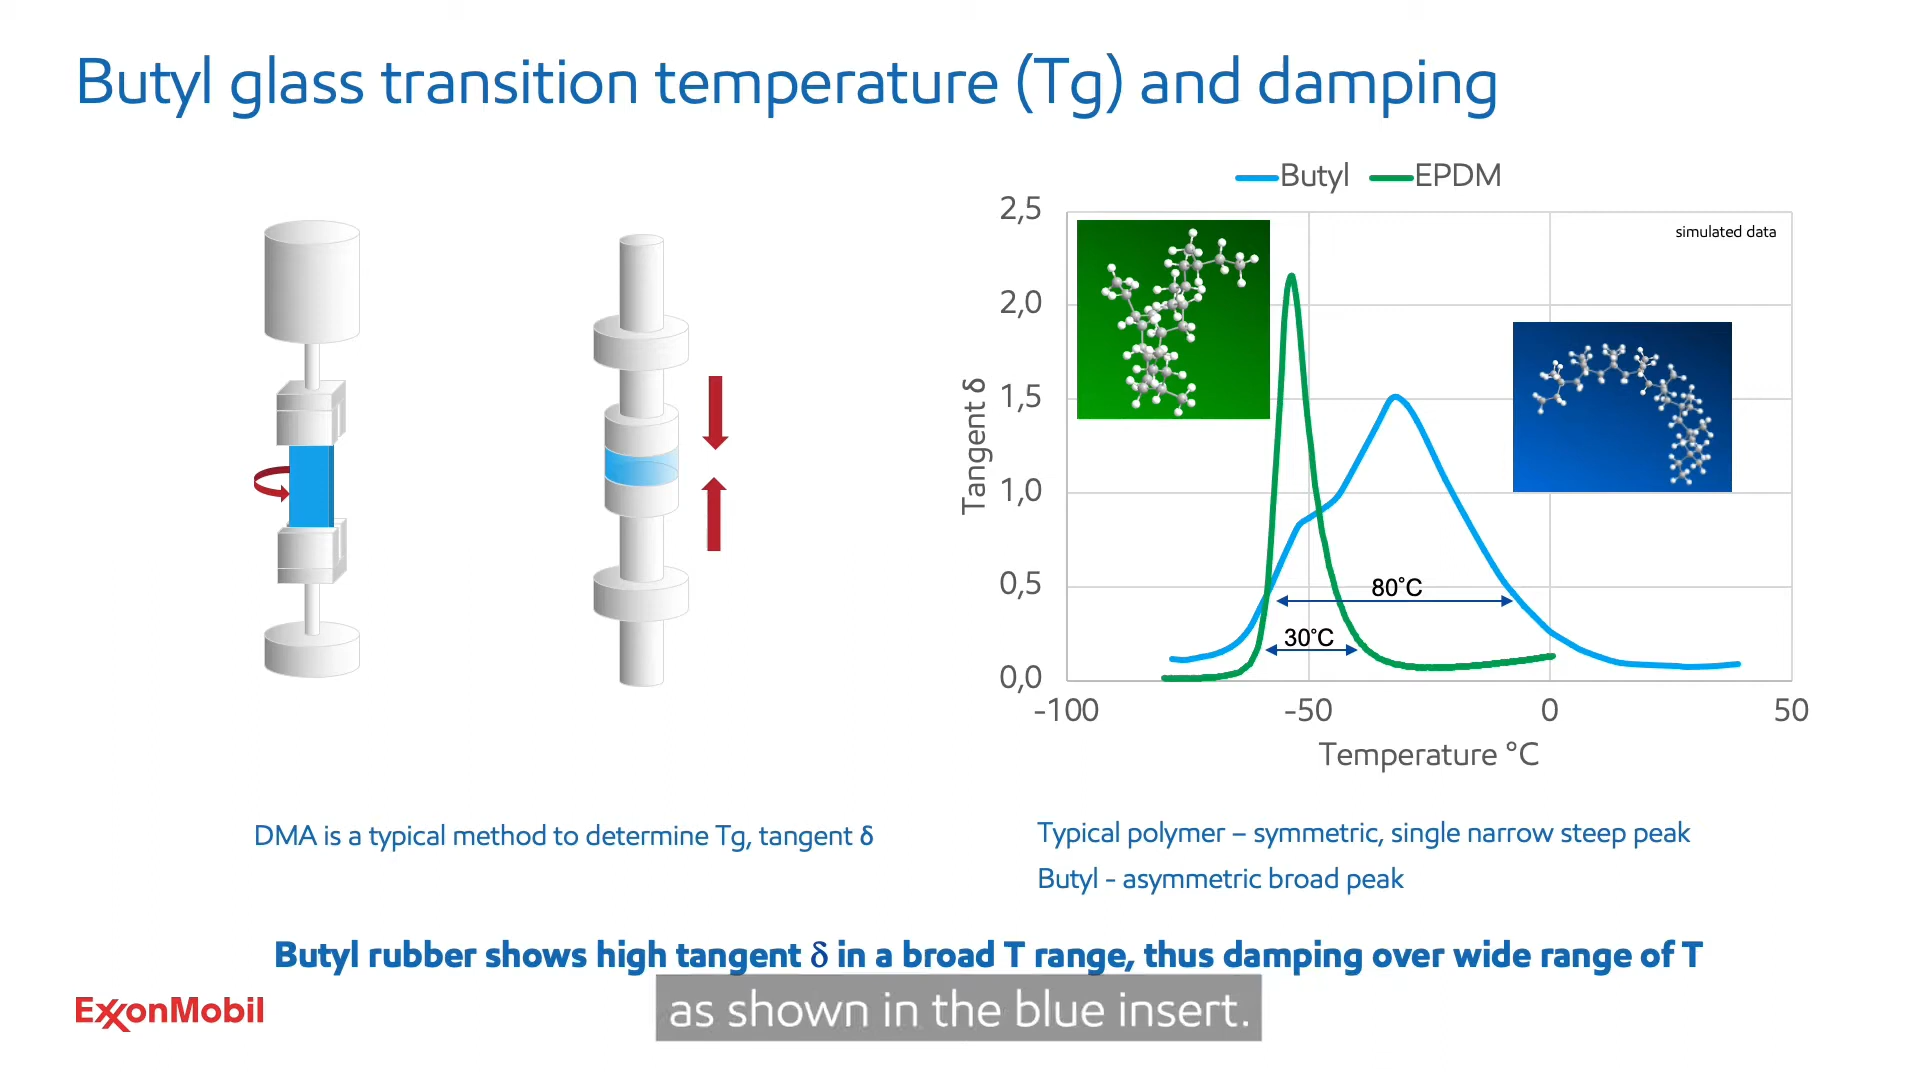 Butyl glass transition temperature (Tg) and damping
Butyl EPDM
simulated data
2,5
2,0
1,5
1,0
0,5
0,0
Tangent δ
80°C
30°C
-100 -50 0 50
Temperature °C
DMA is a typical method to determine Tg, tangent δ
Typical polymer – symmetric, single narrow steep peak
Butyl - asymmetric broad peak
Butyl rubber shows high tangent δ in a broad T range, thus damping over wide range of T
ExxonMobil
as shown in the blue insert.